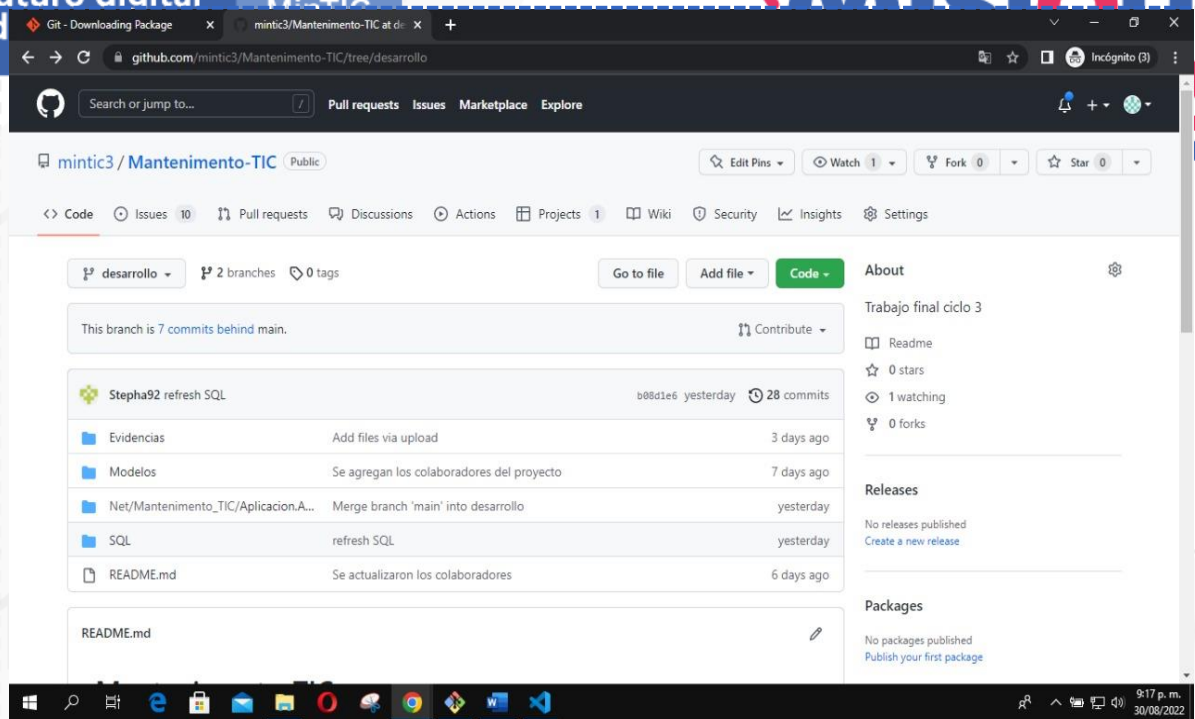 futuro digital
MinTIC
Git - Downloading Package
mintic3/Mantenimento-TIC at de
github.com/mintic3/Mantenimento-TIC/tree/desarrollo
Incógnito (3)
Search or jump to...
/
Pull requests Issues Marketplace Explore
mintic3 / Mantenimento-TIC Public
Edit Pins Watch 1 Fork 0 Star 0
<> Code Issues 10 Pull requests Discussions Actions Projects 1 Wiki Security Insights Settings
desarrollo 2 branches 0 tags Go to file Add file Code
This branch is 7 commits behind main. Contribute
Stepha92 refresh SQL b08d1e6 yesterday 28 commits
Evidencias Add files via upload 3 days ago
Modelos Se agregan los colaboradores del proyecto 7 days ago
Net/Mantenimento_TIC/Aplicacion.A... Merge branch 'main' into desarrollo yesterday
SQL refresh SQL yesterday
README.md Se actualizaron los colaboradores 6 days ago
README.md
About
Trabajo final ciclo 3
Readme
0 stars
1 watching
0 forks
Releases
No releases published
Create a new release
Packages
No packages published
Publish your first package
9:17 p. m.
30/08/2022